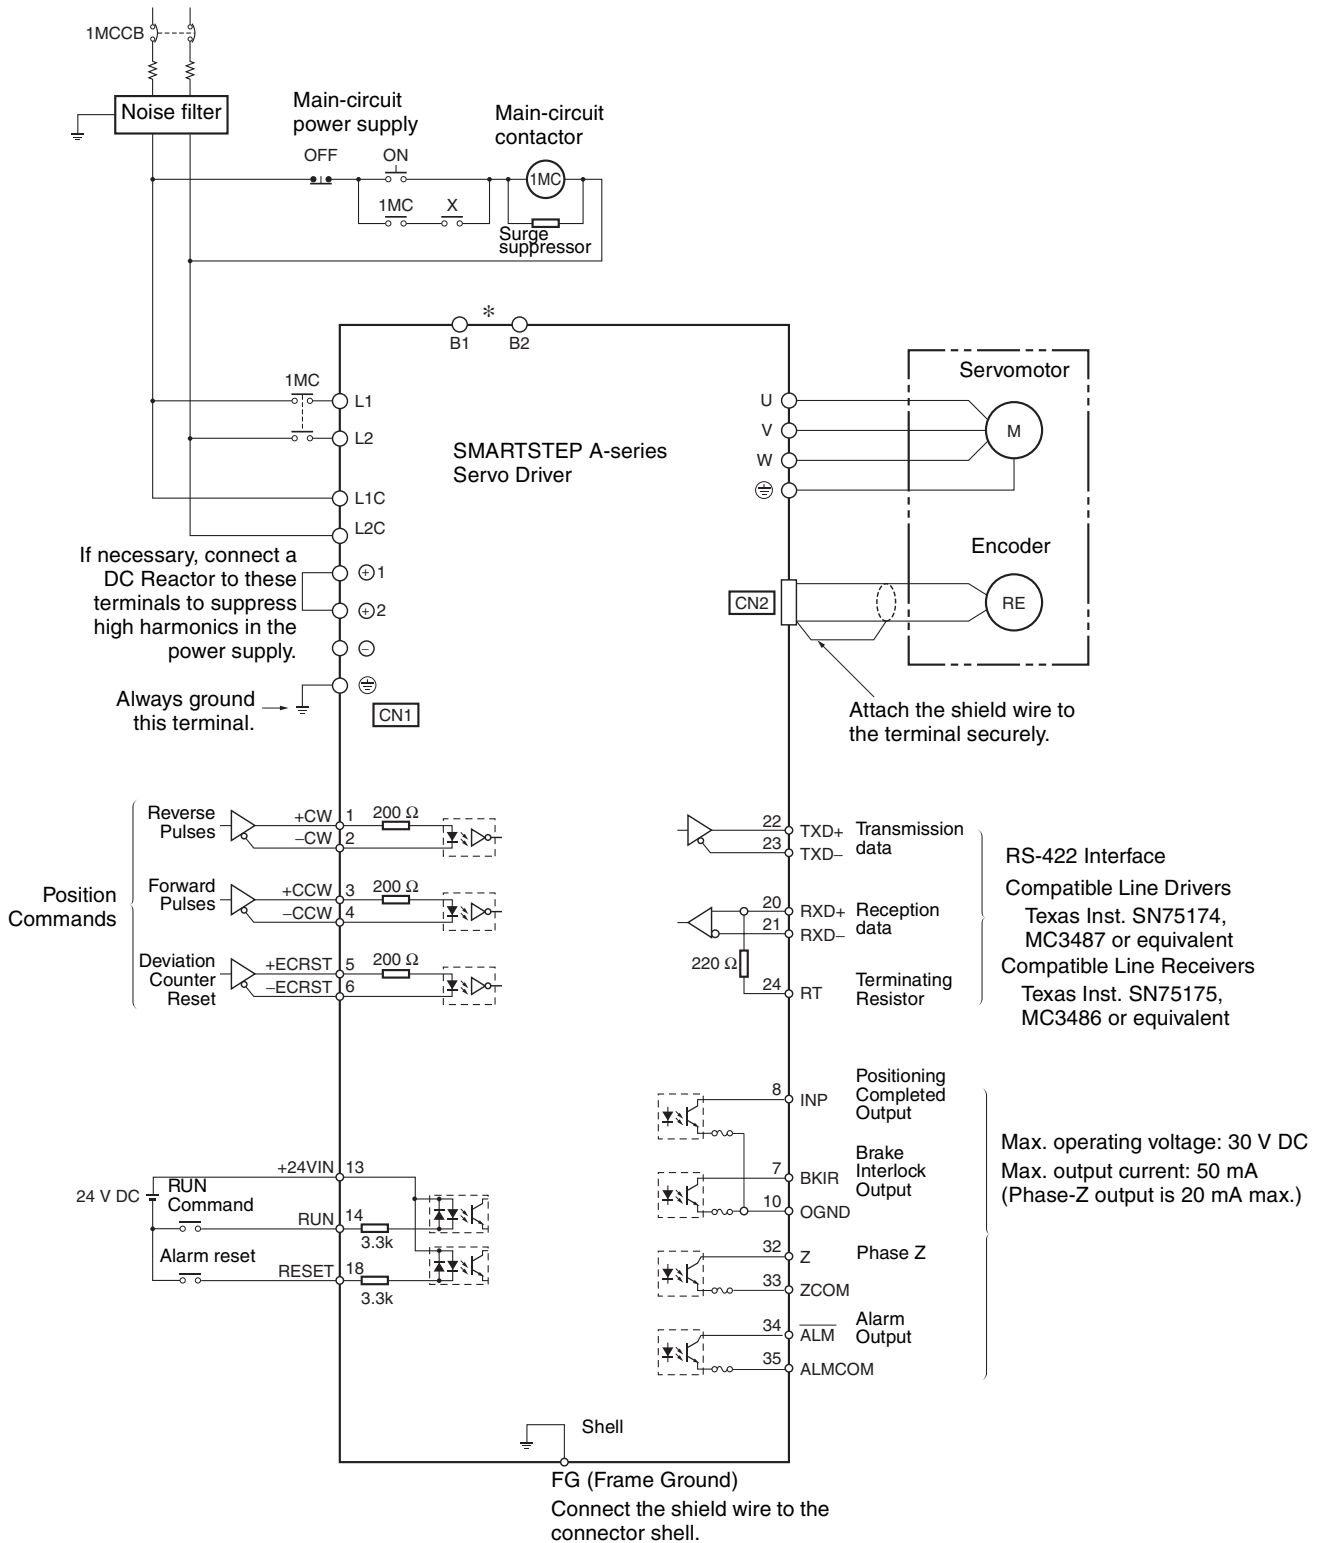 1MCCB
Noise filter
Main-circuit
power supply
Main-circuit
contactor
OFF
ON
1MC
1MC
X
Surge
suppressor
*
B1
B2
1MC
L1
L2
L1C
L2C
SMARTSTEP A-series
Servo Driver
U
V
W
Servomotor
M
Encoder
RE
CN2
If necessary, connect a
DC Reactor to these
terminals to suppress
high harmonics in the
power supply.
+1
+2
−
Always ground
this terminal.
CN1
Attach the shield wire to
the terminal securely.
Position
Commands
Reverse
Pulses
+CW
1
200 Ω
−CW
2
Forward
Pulses
+CCW
3
200 Ω
−CCW
4
Deviation
Counter
Reset
+ECRST
5
200 Ω
−ECRST
6
22
TXD+
23
TXD−
Transmission
data
20
RXD+
21
RXD−
Reception
data
220 Ω
24
RT
Terminating
Resistor
RS-422 Interface
Compatible Line Drivers
Texas Inst. SN75174,
MC3487 or equivalent
Compatible Line Receivers
Texas Inst. SN75175,
MC3486 or equivalent
8
INP
Positioning
Completed
Output
7
BKIR
Brake
Interlock
Output
10
OGND
32
Z
Phase Z
33
ZCOM
34
ALM
Alarm
Output
35
ALMCOM
Max. operating voltage: 30 V DC
Max. output current: 50 mA
(Phase-Z output is 20 mA max.)
+24VIN
13
24 V DC
RUN
Command
RUN
14
3.3k
Alarm reset
RESET
18
3.3k
Shell
FG (Frame Ground)
Connect the shield wire to the
connector shell.